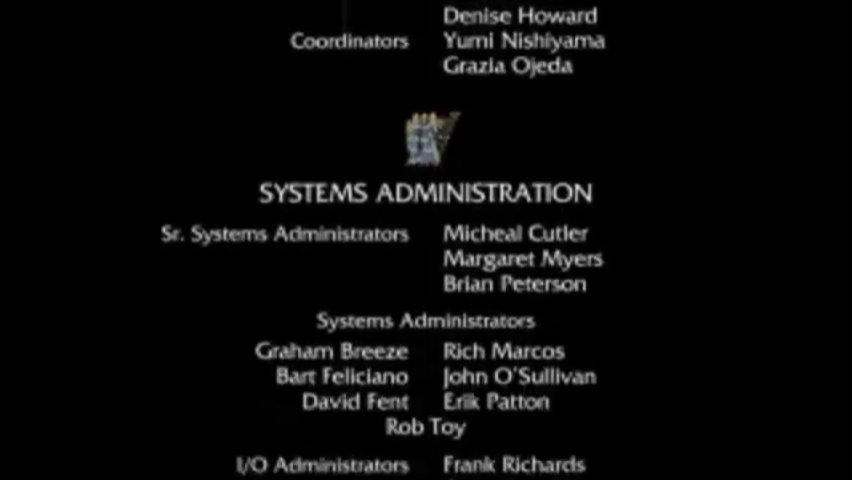 Denise Howard
Coordinators Yumi Nishiyama
Grazia Ojeda
SYSTEMS ADMINISTRATION
Sr. Systems Administrators Micheal Cutler
Margaret Myers
Brian Peterson
Systems Administrators
Graham Breeze Rich Marcos
Bart Feliciano John O'Sullivan
David Fent Erik Patton
Rob Toy
I/O Administrators Frank Richards